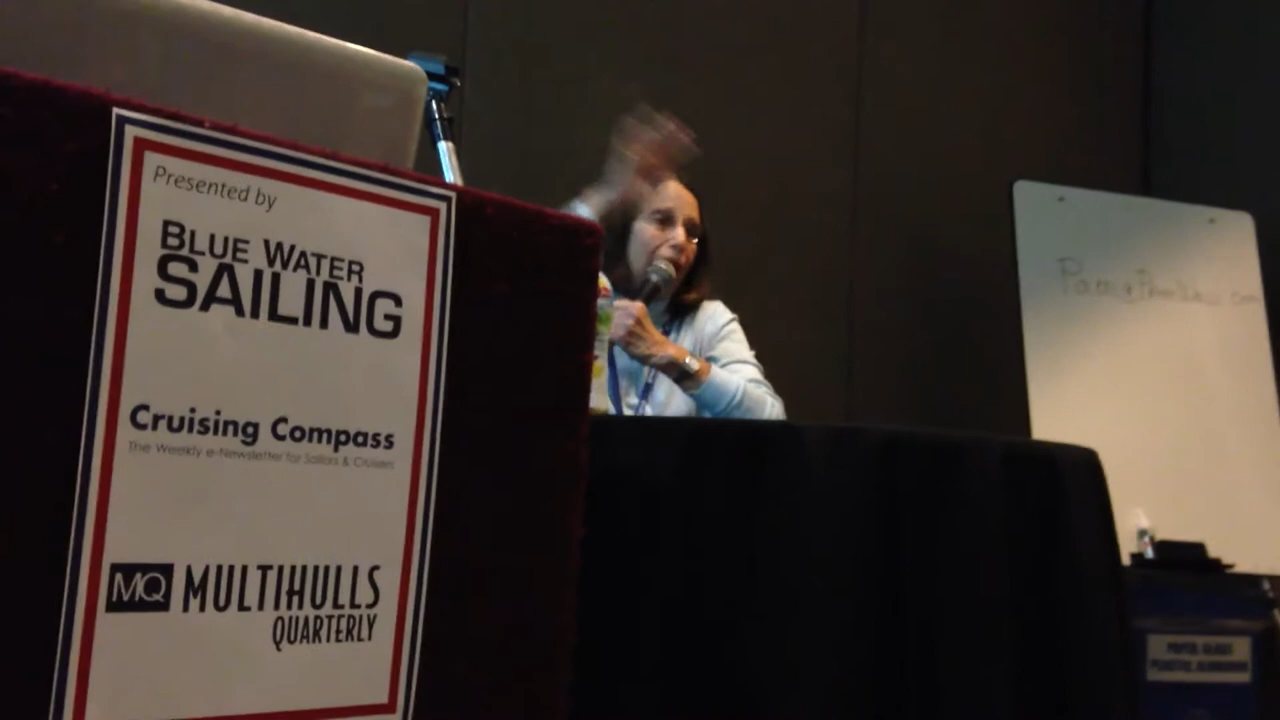 Presented by
BLUE WATER
SAILING
Cruising Compass
The Weekly e-Newsletter for Sailors & Cruisers
MQ MULTIHULLS
QUARTERLY